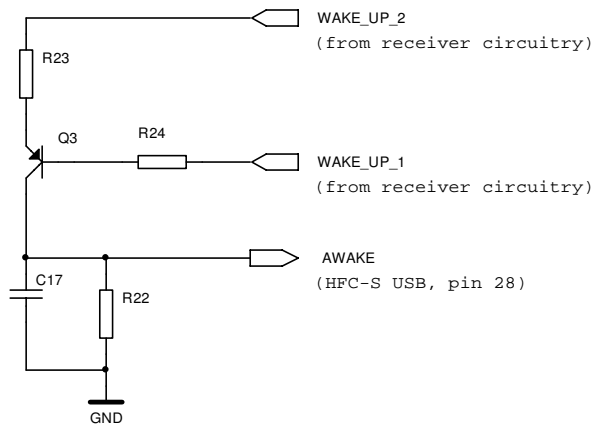 WAKE_UP_2
(from receiver circuitry)
R23
Q3
R24
WAKE_UP_1
(from receiver circuitry)
AWAKE
(HFC-S USB, pin 28)
C17
R22
GND